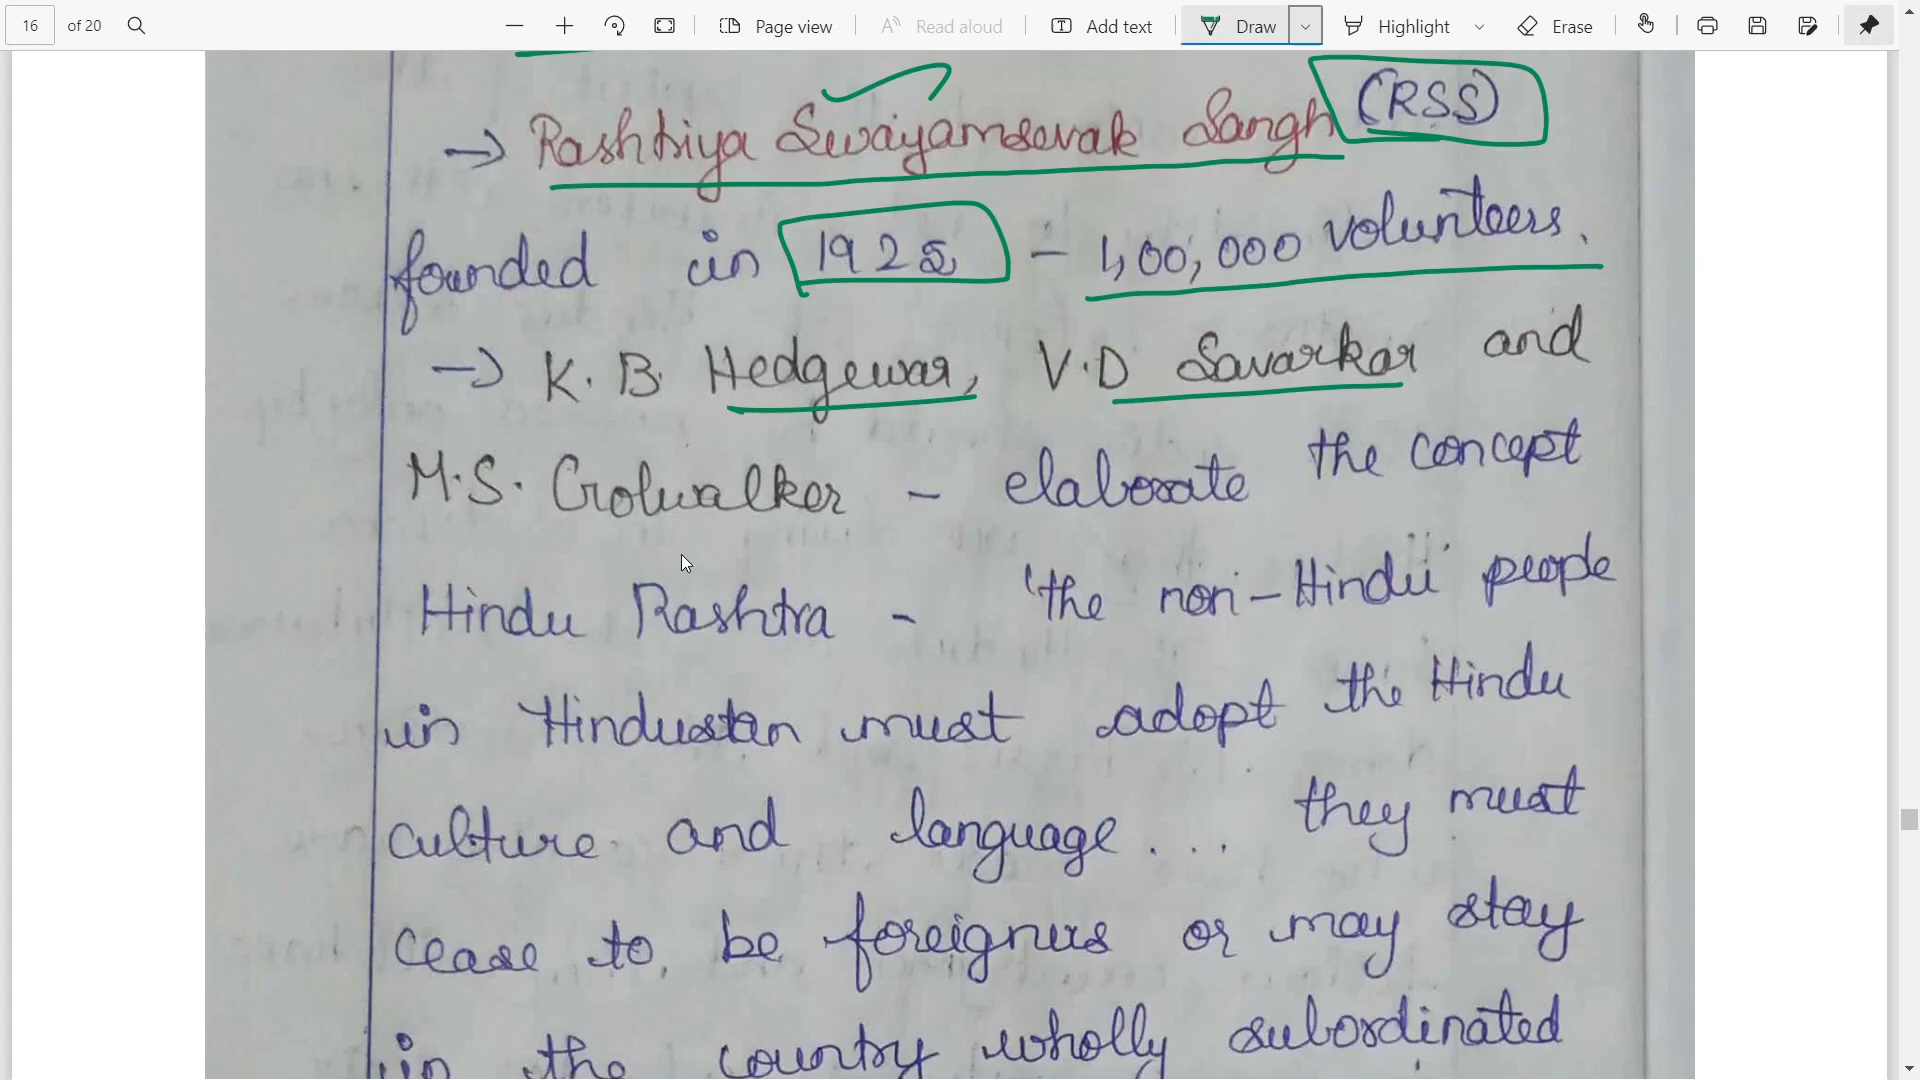 16 of 20 Page view Read aloud Add text Draw Highlight Erase
→ Rashtriya Swayamsevak Sangh (RSS)
founded in 1925 – 1,00,000 volunteers.
→ K. B. Hedgewar, V.D Savarkar and
M.S. Golwalker – elaborate the concept
Hindu Rashtra – 'the non-Hindu people
in Hindustan must adopt the Hindu
culture and language... they must
cease to be foreigners or may stay
in the country wholly subordinated